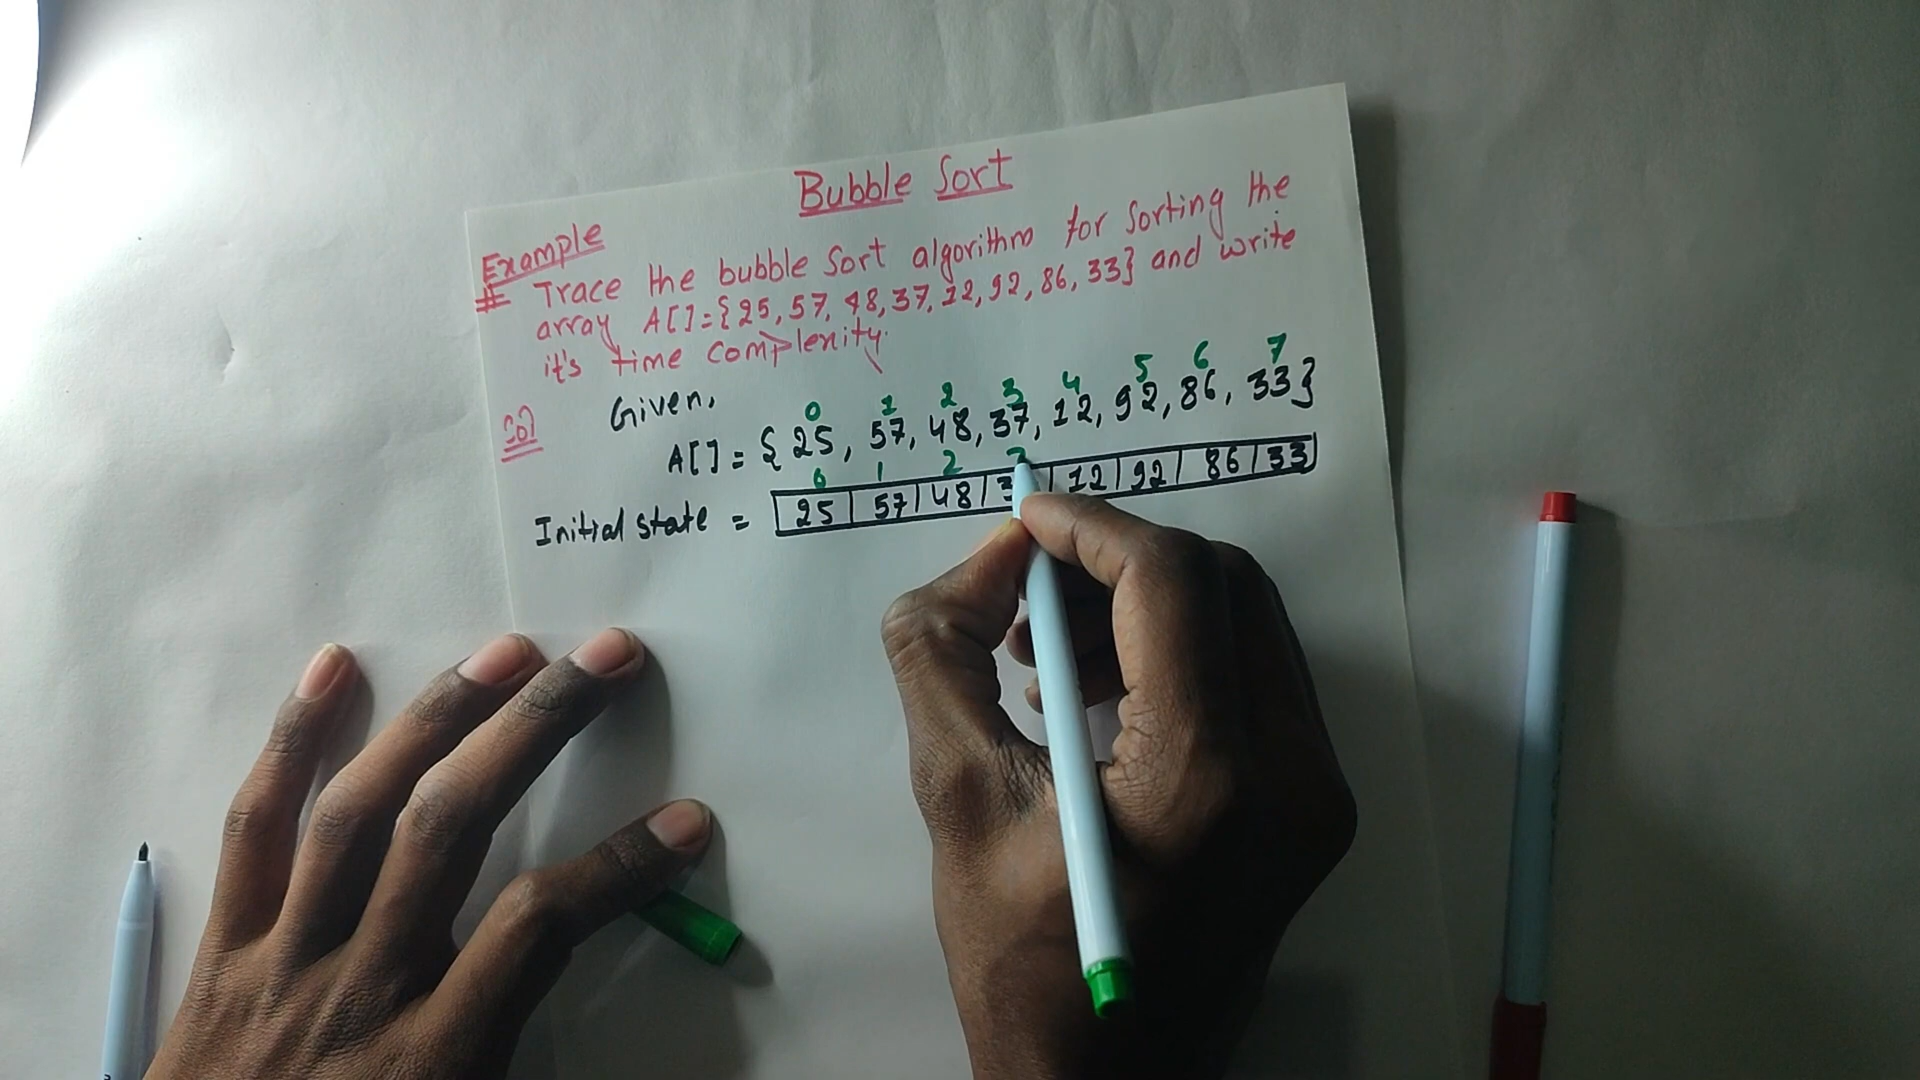 Bubble Sort
Example
# Trace the bubble sort algorithm for sorting the
array A[]={25,57,48,37,12,92,86,33} and write
it's time complexity.
Sol
Given,
0 1 2 3 4 5 6 7
A[] = {25, 57, 48, 37, 12, 92, 86, 33}
0 1 2
Initial state = 25 57 48 12 92 86 33